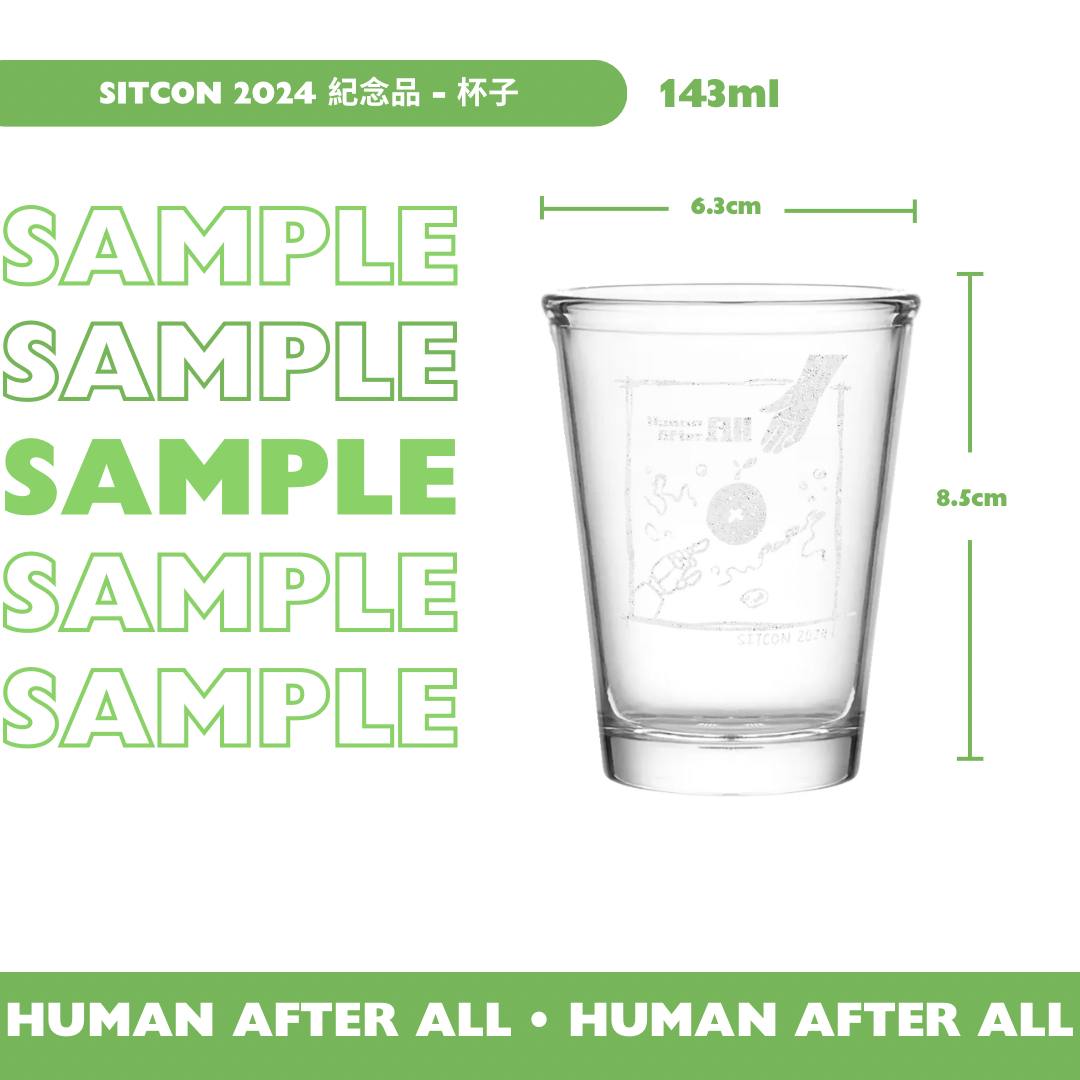 SITCON 2024 紀念品 - 杯子
143ml
SAMPLE
SAMPLE
SAMPLE
SAMPLE
SAMPLE
6.3cm
8.5cm
Human
After All
SITCON 2024
HUMAN AFTER ALL • HUMAN AFTER ALL